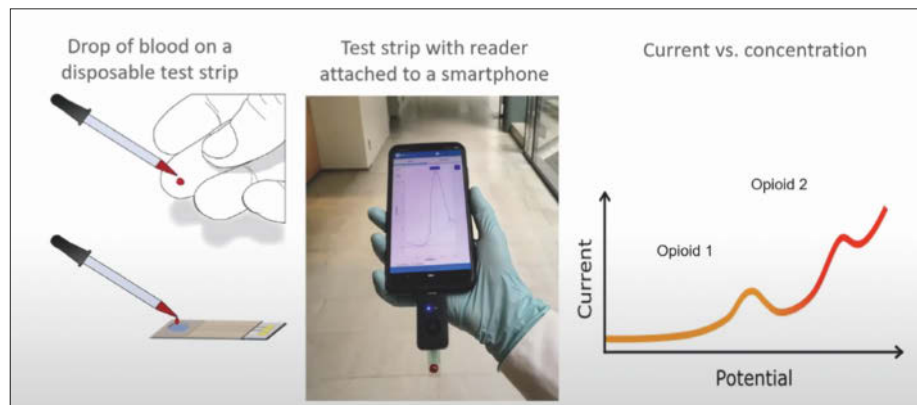 Drop of blood on a
disposable test strip
Test strip with reader
attached to a smartphone
Current vs. concentration
Opioid 2
Opioid 1
Current
Potential